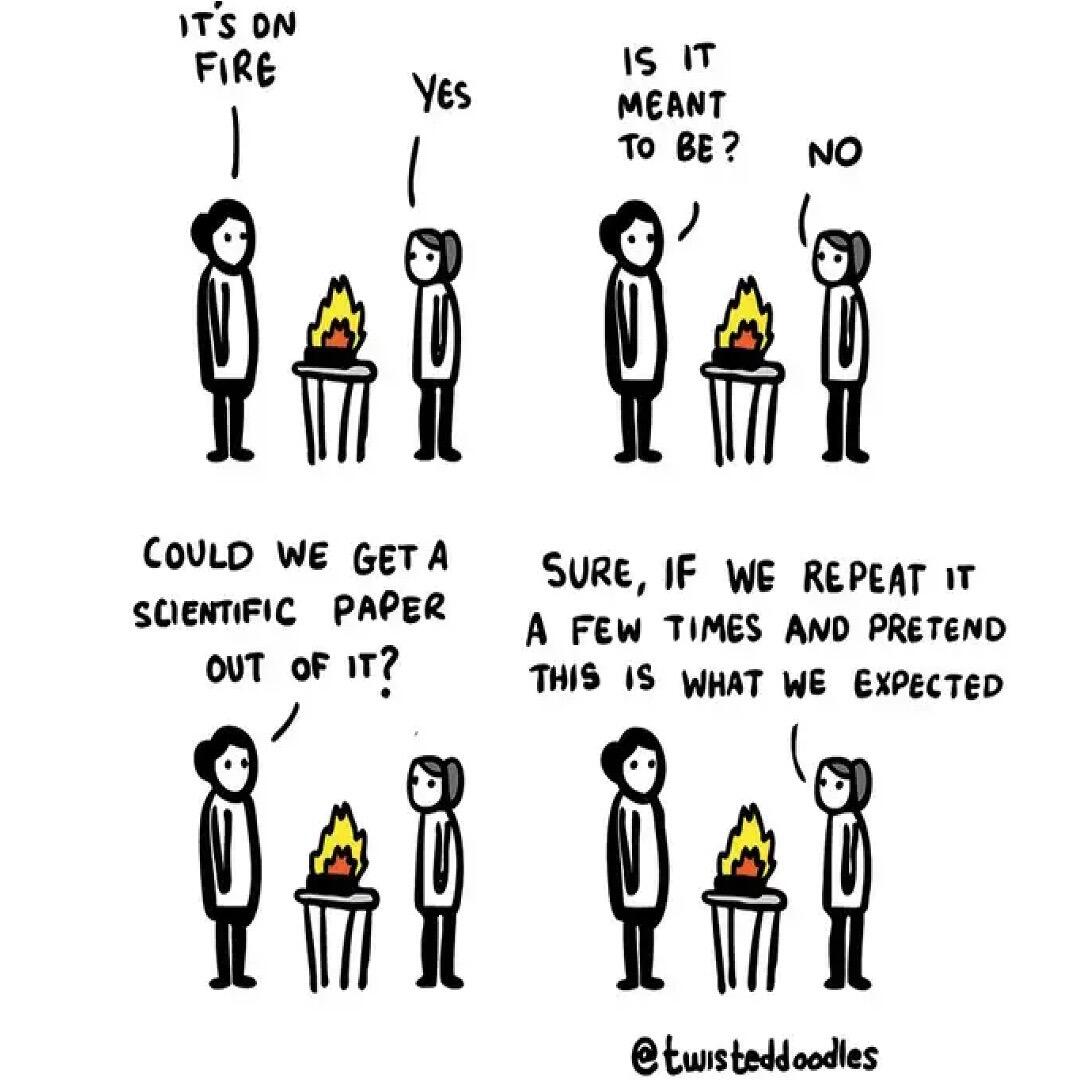 IT'S ON
FIRE
YES
IS IT
MEANT
TO BE?
NO
COULD WE GET A
SCIENTIFIC PAPER
OUT OF IT?
SURE, IF WE REPEAT IT
A FEW TIMES AND PRETEND
THIS IS WHAT WE EXPECTED
@twisteddoodles